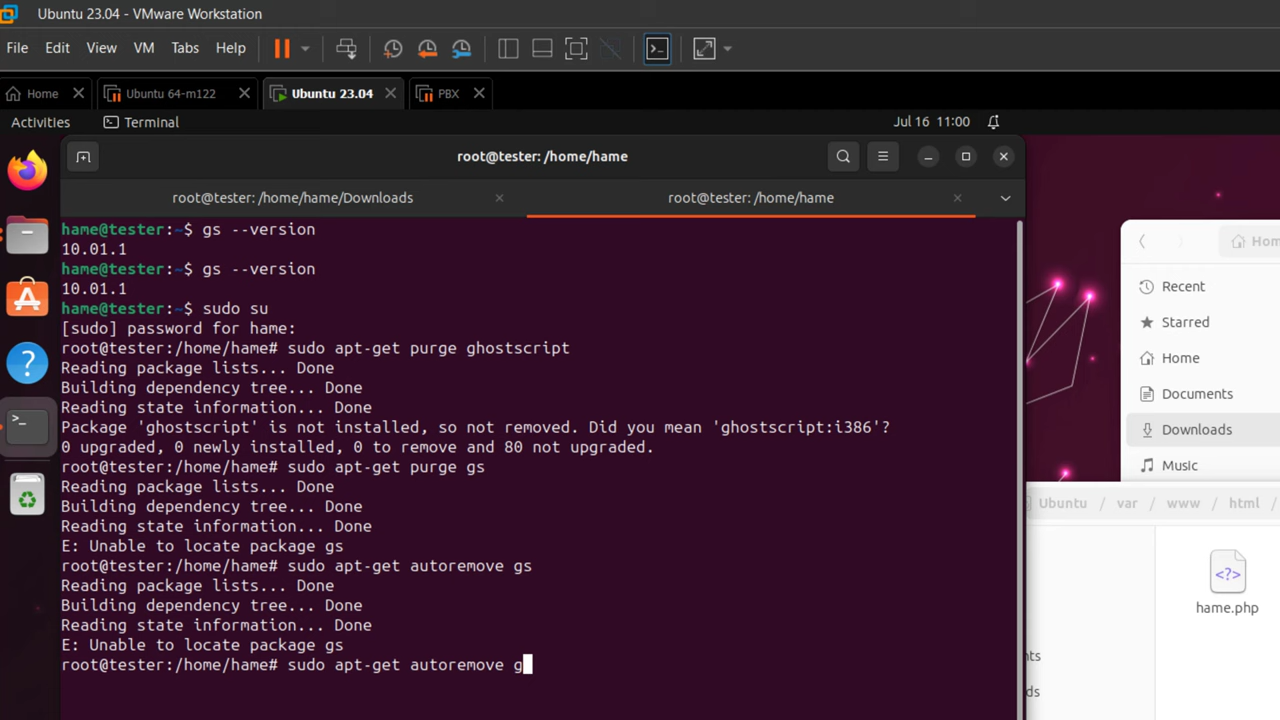 Ubuntu 23.04 - VMware Workstation
File Edit View VM Tabs Help
Home Ubuntu 64-m122 Ubuntu 23.04 PBX
Activities Terminal Jul 16 11:00
root@tester: /home/hame
root@tester: /home/hame/Downloads root@tester: /home/hame
hame@tester:~$ gs --version
10.01.1
hame@tester:~$ gs --version
10.01.1
hame@tester:~$ sudo su
[sudo] password for hame:
root@tester:/home/hame# sudo apt-get purge ghostscript
Reading package lists... Done
Building dependency tree... Done
Reading state information... Done
Package 'ghostscript' is not installed, so not removed. Did you mean 'ghostscript:i386'?
0 upgraded, 0 newly installed, 0 to remove and 80 not upgraded.
root@tester:/home/hame# sudo apt-get purge gs
Reading package lists... Done
Building dependency tree... Done
Reading state information... Done
E: Unable to locate package gs
root@tester:/home/hame# sudo apt-get autoremove gs
Reading package lists... Done
Building dependency tree... Done
Reading state information... Done
E: Unable to locate package gs
root@tester:/home/hame# sudo apt-get autoremove g
Hom
Recent
Starred
Home
Documents
Downloads
Music
Ubuntu / var / www / html /
<?>
hame.php
nts
ds